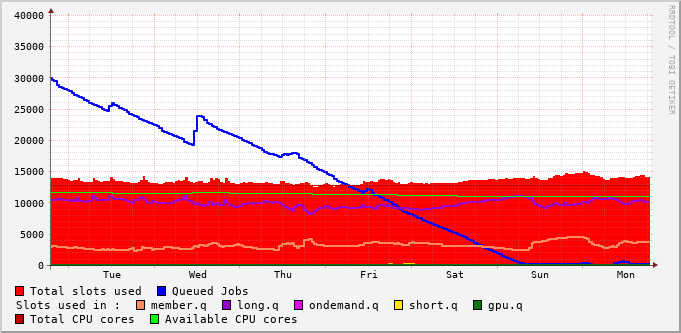 40000
35000
30000
25000
20000
15000
10000
5000
0
Tue Wed Thu Fri Sat Sun Mon
Total slots used Queued Jobs
Slots used in : member.q long.q ondemand.q short.q gpu.q
Total CPU cores Available CPU cores
RRDTOOL / TOBI OETIKER